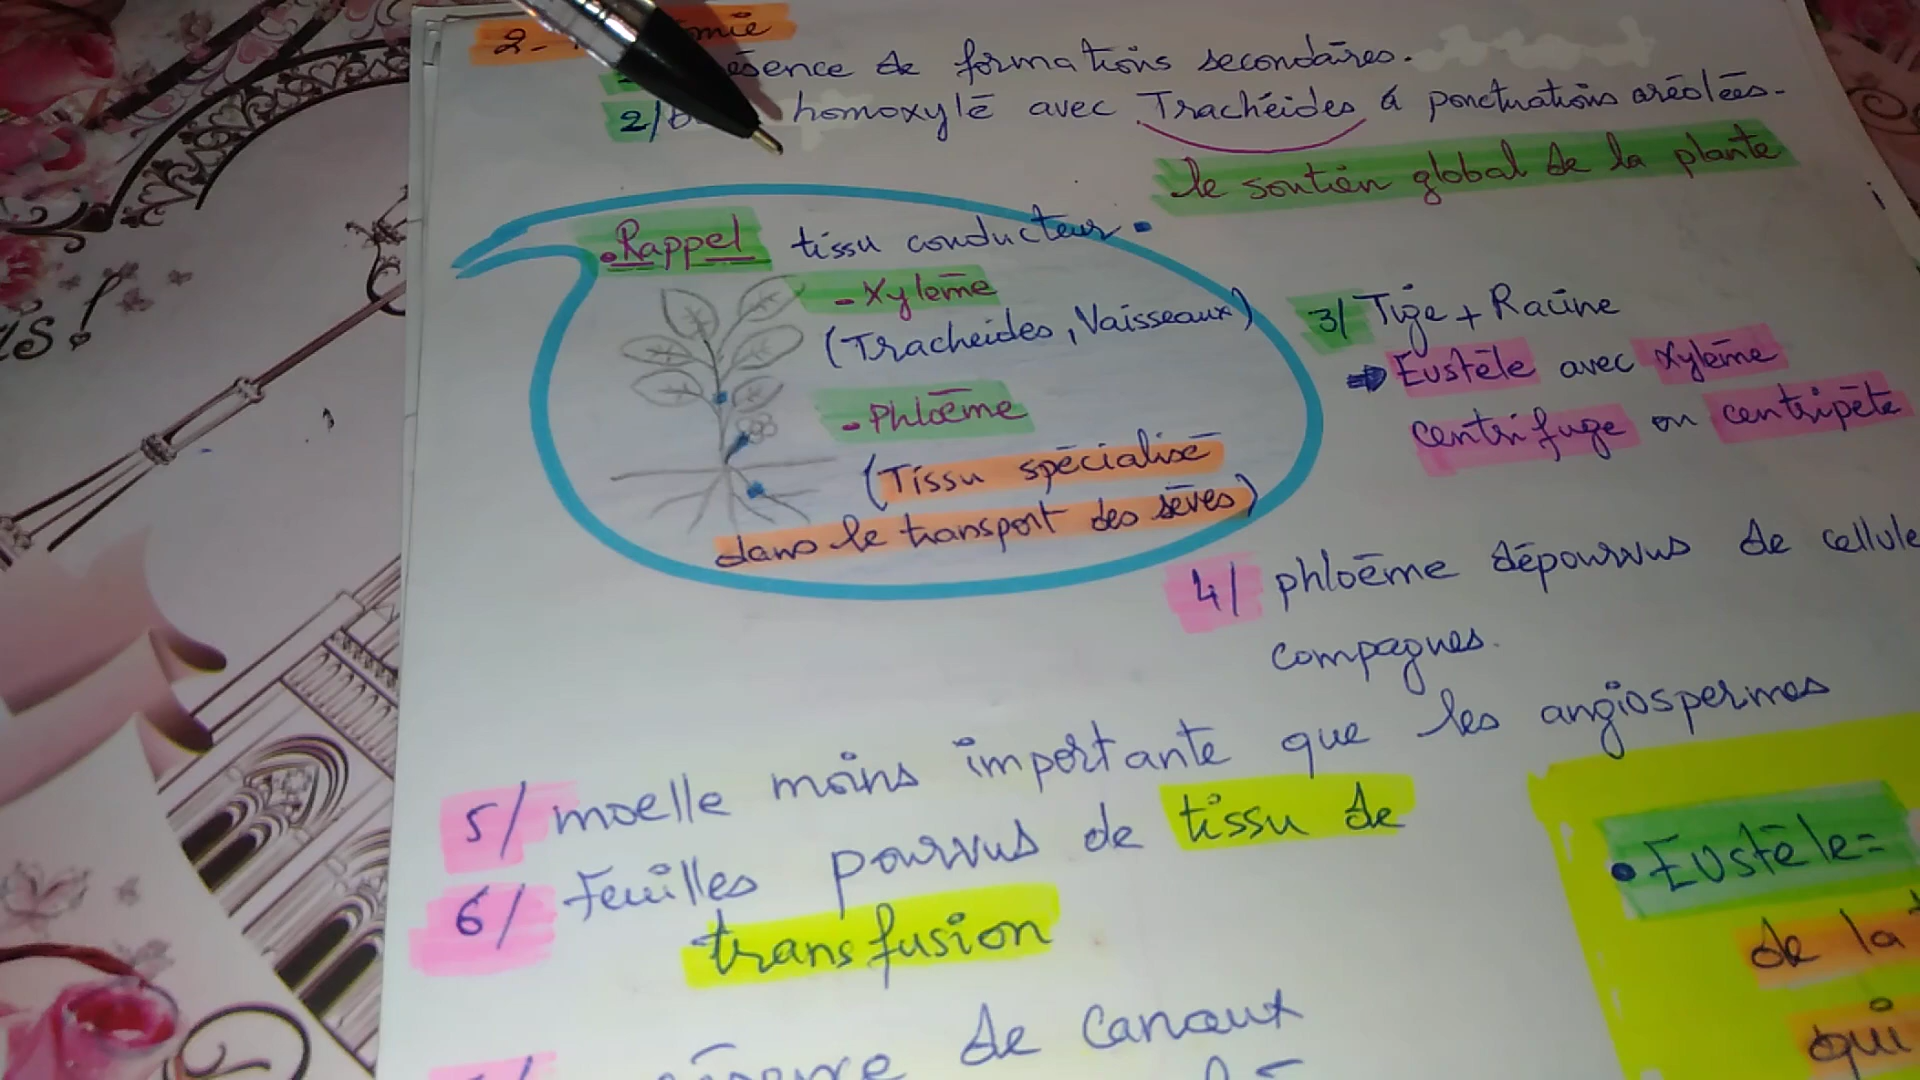 2-
ésence de formations secondaires.
2/ homoxylé avec Trachéides à ponctuations aréolées.
le soutien global de la plante
.Rappel tissu conducteur.
- Xylème
(Tracheides, Vaisseaux)
- Phloème
(Tissu spécialisé
dans le transport des sèves)
3/ Tige + Racine
⇒ Eustèle avec xylème
centrifuge ou centripète
4/ phloème dépourvus de cellule
compagnes.
5/ moelle moins importante que les angiospermes
6/ Feuilles pourvus de tissu de
transfusion
de canaux
• Eustèle=
de la
qui
is!